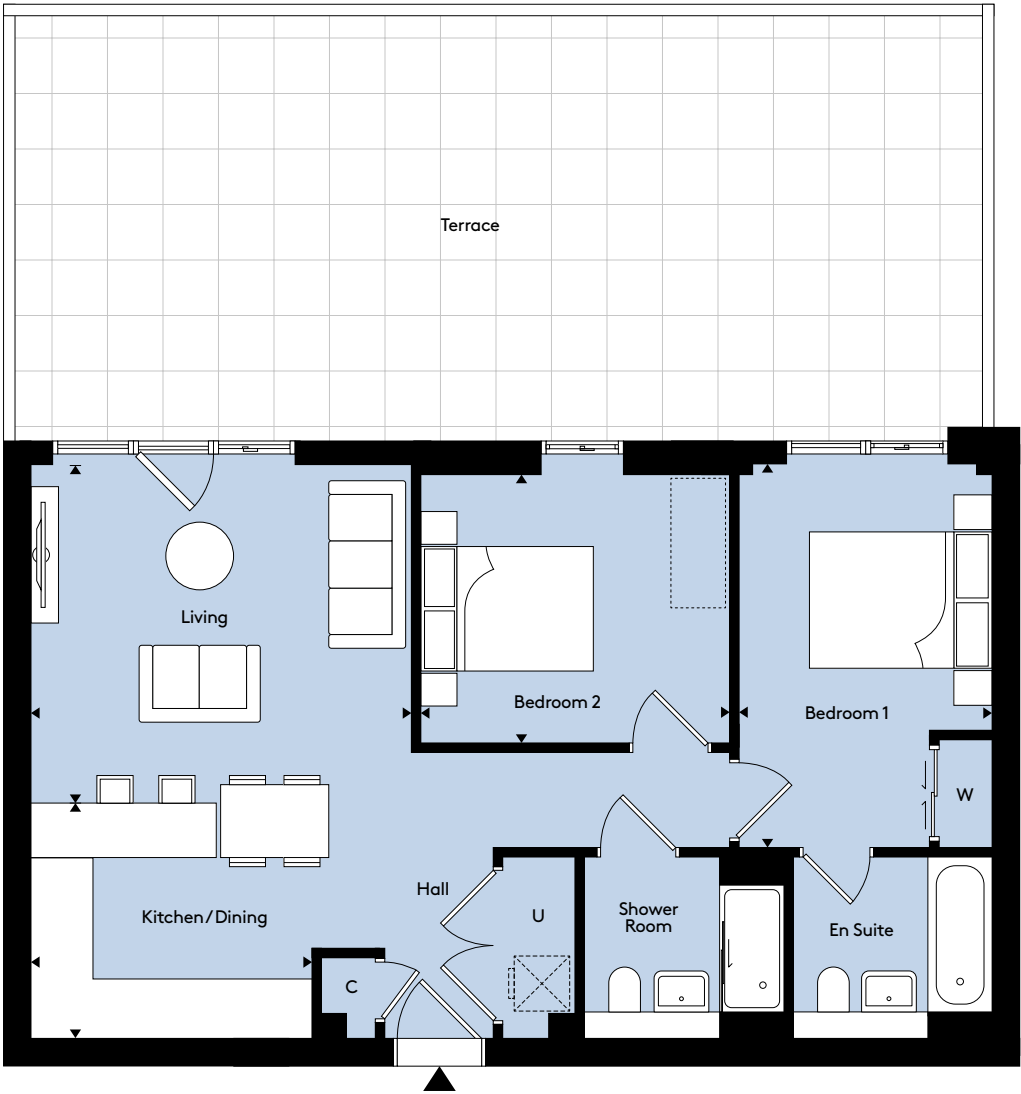 Terrace
Living
Bedroom 2
Bedroom 1
W
Hall
U
Kitchen/Dining
Shower
Room
En Suite
C